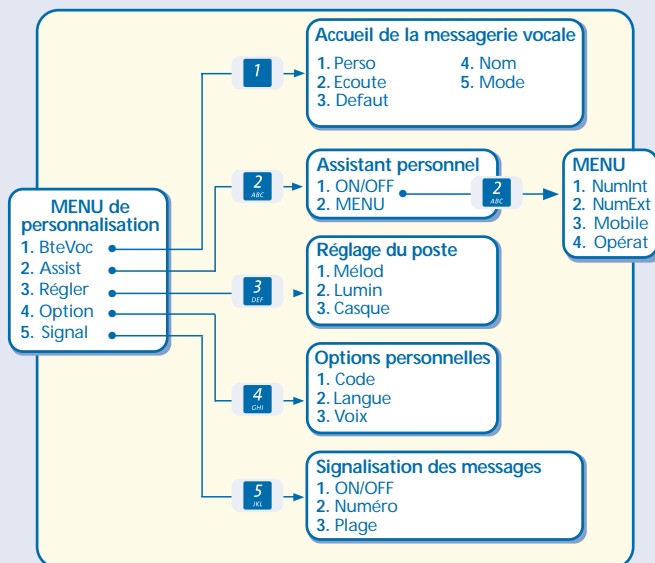 Accueil de la messagerie vocale
1. Perso 4. Nom
2. Ecoute 5. Mode
3. Defaut
1
Assistant personnel
1. ON/OFF
2. MENU
2
ABC
2
ABC
MENU
1. NumInt
2. NumExt
3. Mobile
4. Opérat
MENU de
personnalisation
1. BteVoc
2. Assist
3. Régler
4. Option
5. Signal
Réglage du poste
1. Mélod
2. Lumin
3. Casque
3
DEF
Options personnelles
1. Code
2. Langue
3. Voix
4
GHI
Signalisation des messages
1. ON/OFF
2. Numéro
3. Plage
5
JKL